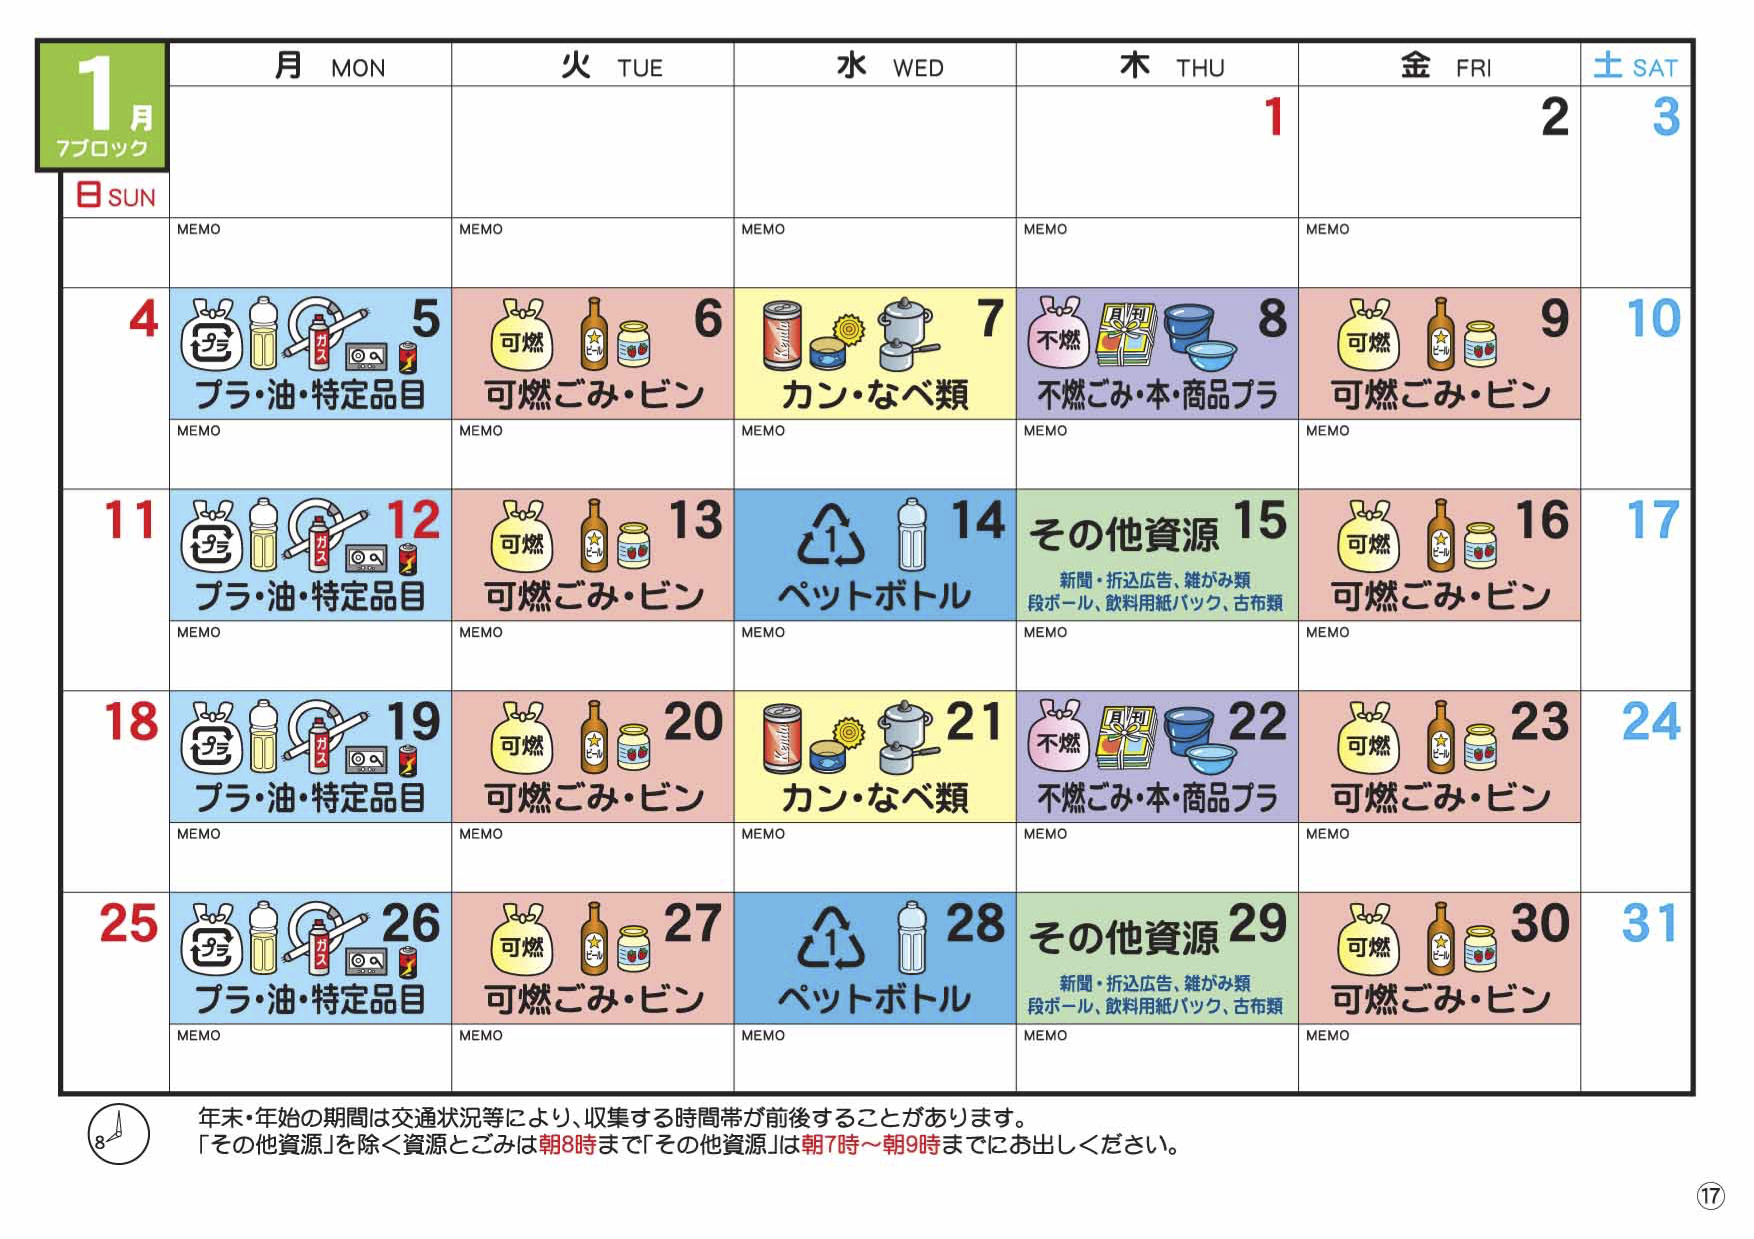 1月
7ブロック
月 MON 火 TUE 水 WED 木 THU 金 FRI 土 SAT
日 SUN
1 2 3
MEMO MEMO MEMO MEMO MEMO
4 5 6 7 8 9 10
プラ ガス 可燃 ビール 不燃 月刊 可燃 ビール
プラ・油・特定品目 可燃ごみ・ビン カン・なべ類 不燃ごみ・本・商品プラ 可燃ごみ・ビン
MEMO MEMO MEMO MEMO MEMO
11 12 13 14 その他資源 15 16 17
プラ ガス 可燃 ビール 1 可燃 ビール
新聞・折込広告、雑がみ類
段ボール、飲料用紙パック、古布類
プラ・油・特定品目 可燃ごみ・ビン ペットボトル 可燃ごみ・ビン
MEMO MEMO MEMO MEMO MEMO
18 19 20 21 22 23 24
プラ ガス 可燃 ビール 不燃 月刊 可燃 ビール
プラ・油・特定品目 可燃ごみ・ビン カン・なべ類 不燃ごみ・本・商品プラ 可燃ごみ・ビン
MEMO MEMO MEMO MEMO MEMO
25 26 27 28 その他資源 29 30 31
プラ ガス 可燃 ビール 1 可燃 ビール
新聞・折込広告、雑がみ類
段ボール、飲料用紙パック、古布類
プラ・油・特定品目 可燃ごみ・ビン ペットボトル 可燃ごみ・ビン
MEMO MEMO MEMO MEMO MEMO
8
年末・年始の期間は交通状況等により、収集する時間帯が前後することがあります。
「その他資源」を除く資源とごみは朝8時まで「その他資源」は朝7時〜朝9時までにお出しください。
⑰